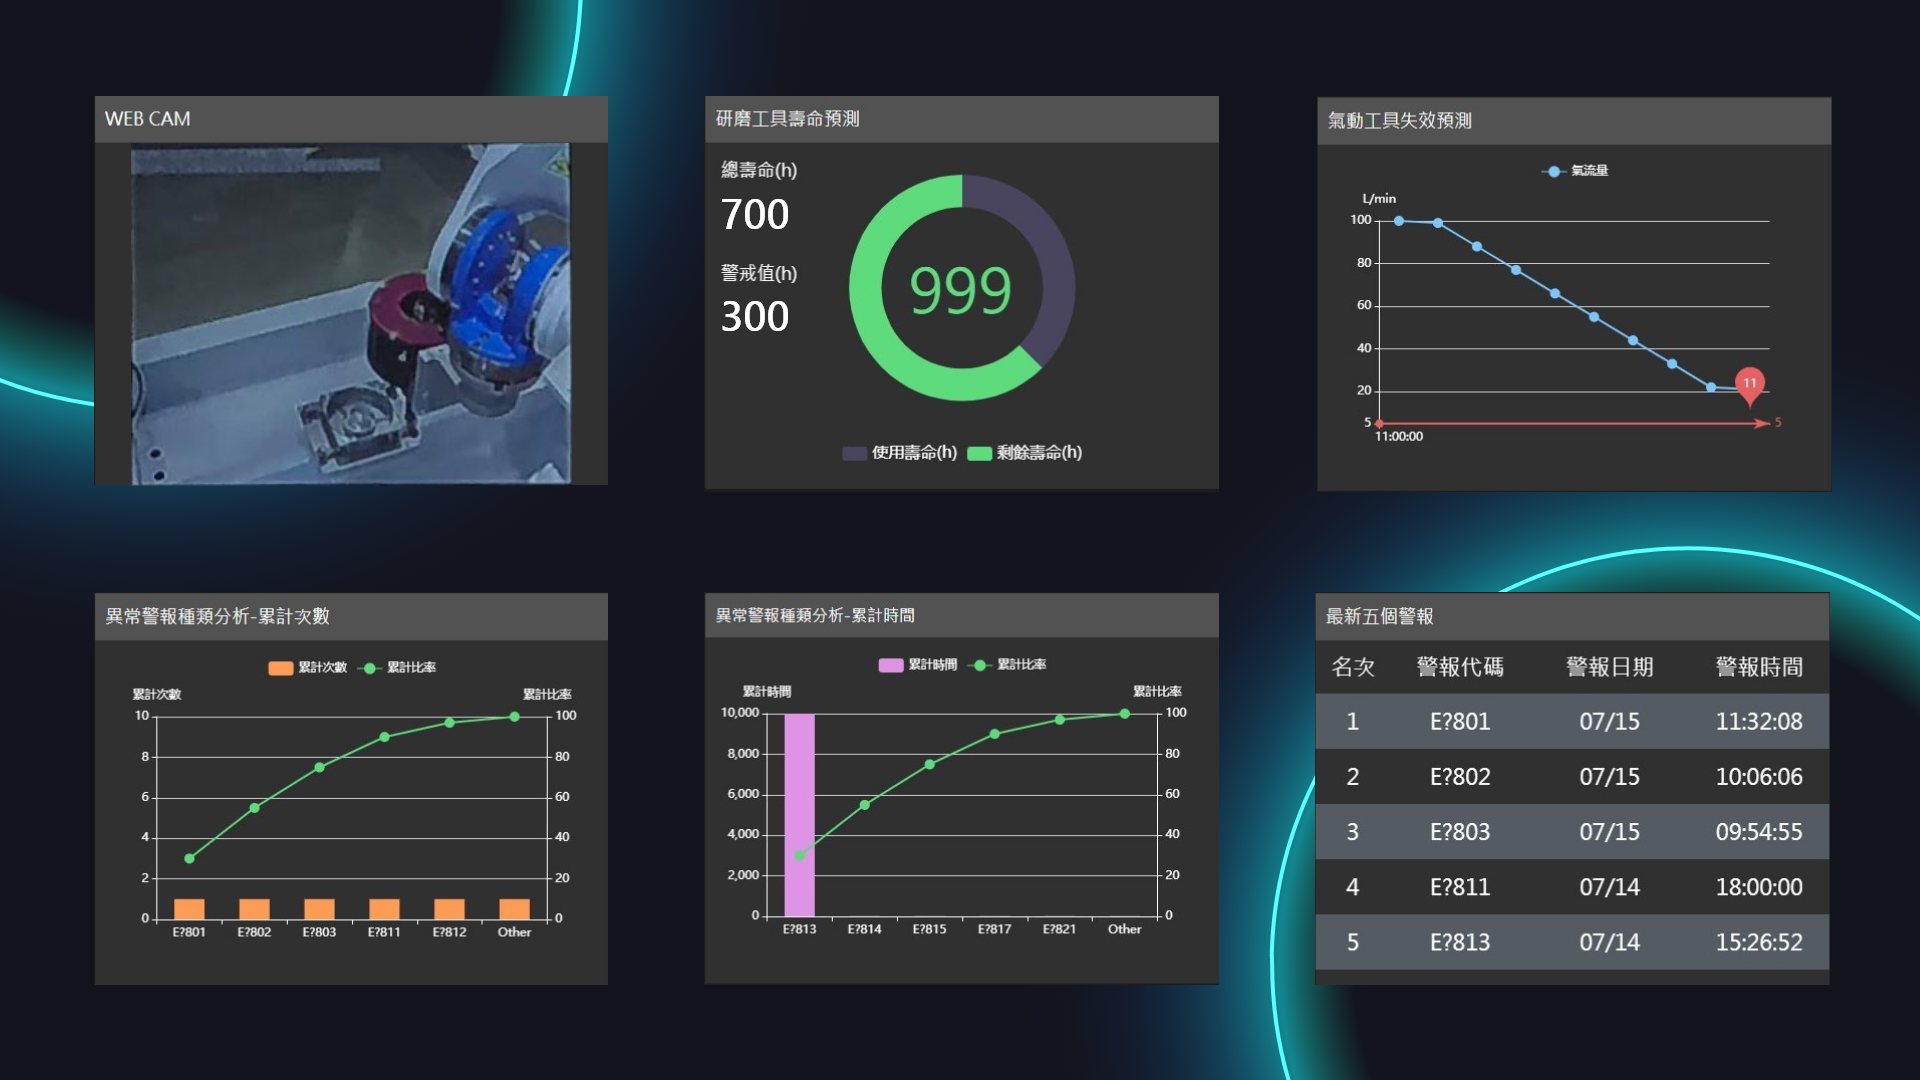 WEB CAM
研磨工具壽命預測
總壽命(h)
700
警戒值(h)
300
999
使用壽命(h) 剩餘壽命(h)
氣動工具失效預測
氣流量
L/min
100
80
60
40
20
5
11
5
11:00:00
異常警報種類分析-累計次數
累計次數 累計比率
累計次數 累計比率
10 100
8 80
6 60
4 40
2 20
0 0
E?801 E?802 E?803 E?811 E?812 Other
異常警報種類分析-累計時間
累計時間 累計比率
累計時間 累計比率
10,000 100
8,000 80
6,000 60
4,000 40
2,000 20
0 0
E?813 E?814 E?815 E?817 E?821 Other
最新五個警報
名次 警報代碼 警報日期 警報時間
1 E?801 07/15 11:32:08
2 E?802 07/15 10:06:06
3 E?803 07/15 09:54:55
4 E?811 07/14 18:00:00
5 E?813 07/14 15:26:52